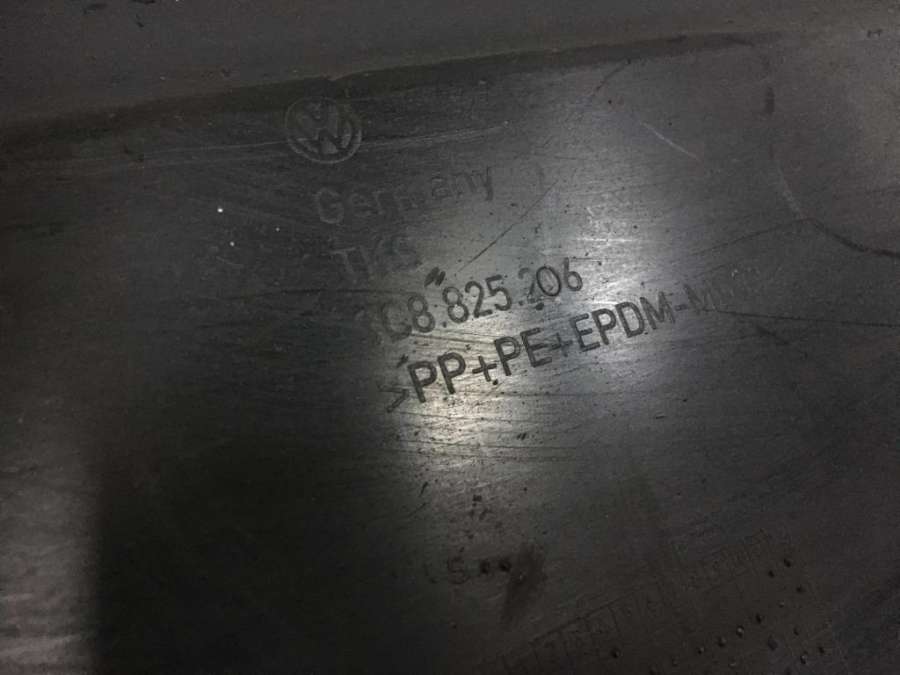 Germany
TKS
3C8.825.206
>PP+PE+EPDM-M